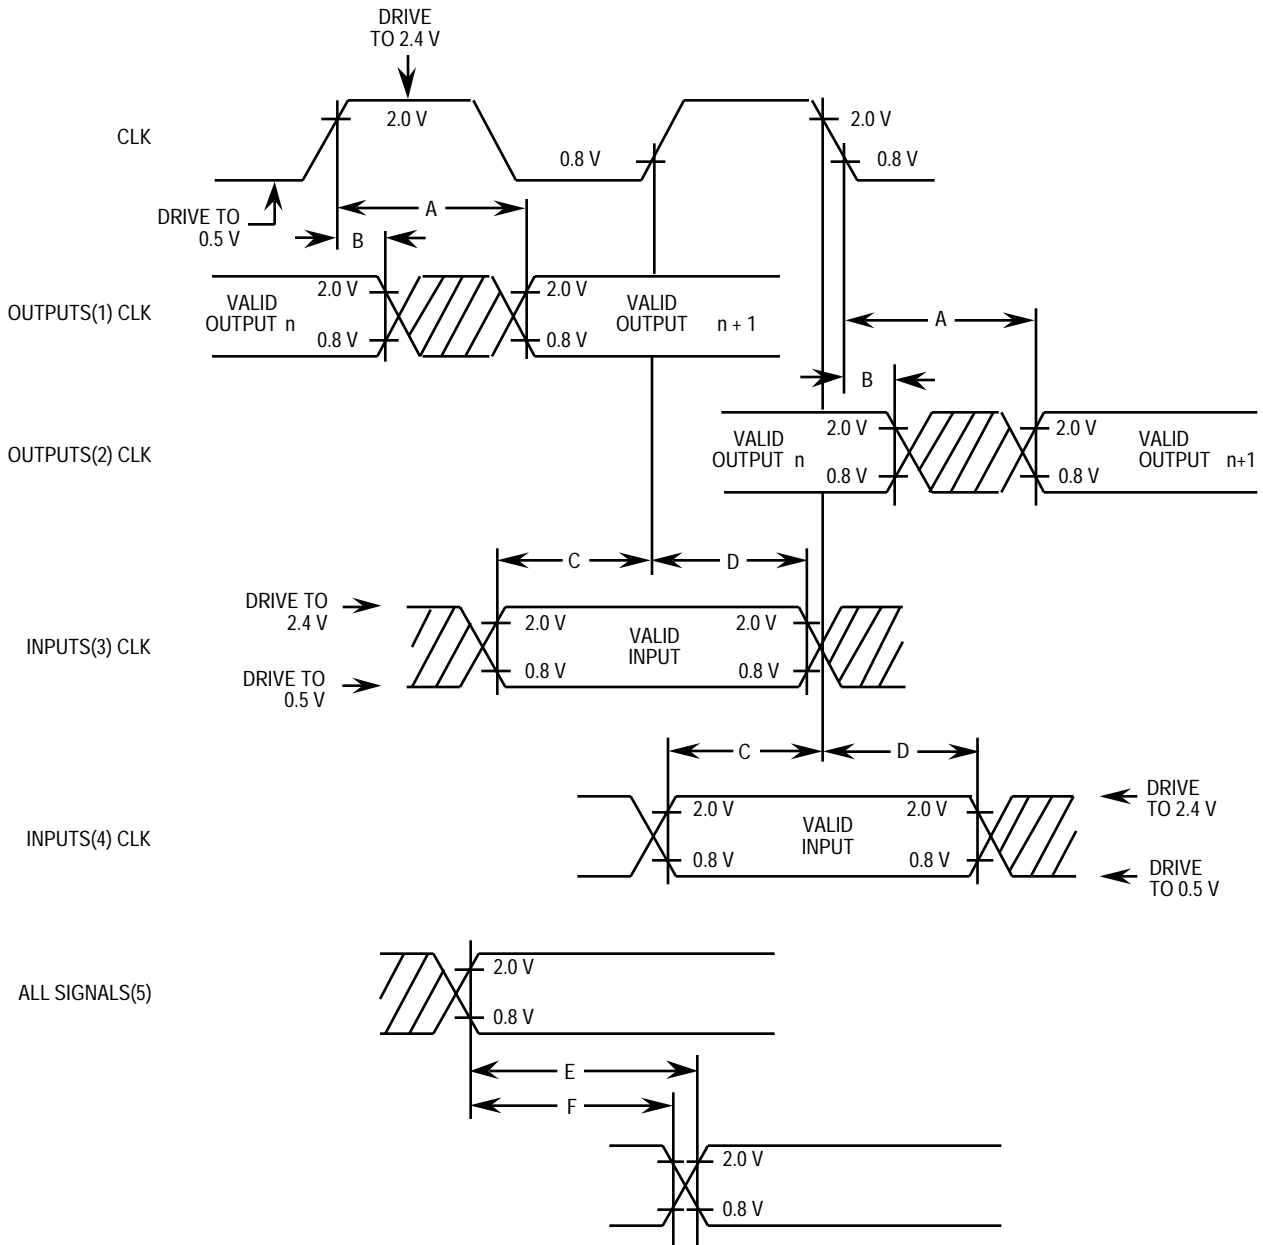 DRIVE
TO 2.4 V
CLK
2.0 V
0.8 V
2.0 V
0.8 V
DRIVE TO
0.5 V
A
B
OUTPUTS(1) CLK
VALID
OUTPUT n
2.0 V
0.8 V
2.0 V
0.8 V
VALID
OUTPUT n + 1
A
B
OUTPUTS(2) CLK
VALID
OUTPUT n
2.0 V
0.8 V
2.0 V
0.8 V
VALID
OUTPUT n+1
C
D
DRIVE TO
2.4 V
INPUTS(3) CLK
DRIVE TO
0.5 V
2.0 V
0.8 V
VALID
INPUT
2.0 V
0.8 V
C
D
INPUTS(4) CLK
2.0 V
0.8 V
VALID
INPUT
2.0 V
0.8 V
DRIVE
TO 2.4 V
DRIVE
TO 0.5 V
ALL SIGNALS(5)
2.0 V
0.8 V
E
F
2.0 V
0.8 V